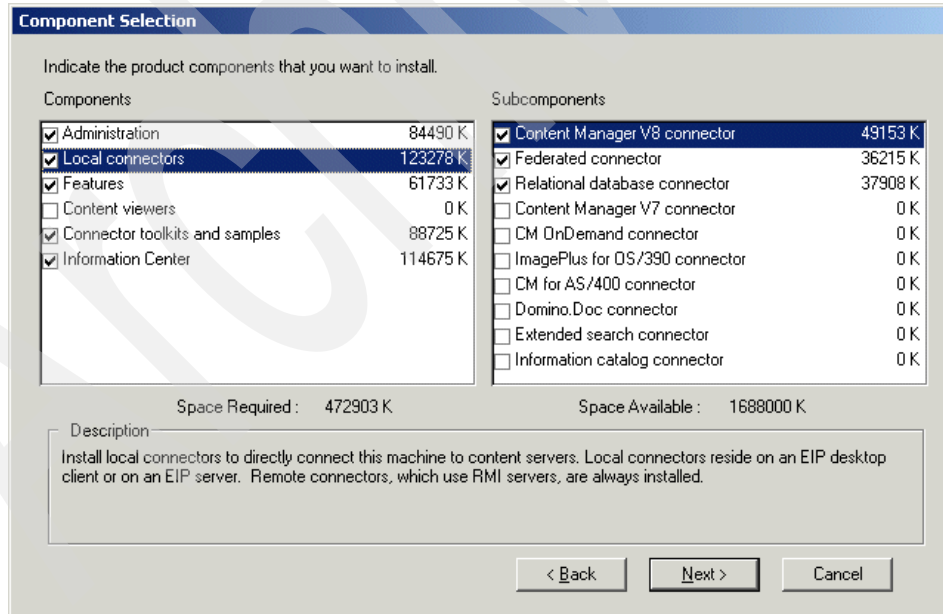 Component Selection
Indicate the product components that you want to install.
Components
Administration 84490 K
Local connectors 123278 K
Features 61733 K
Content viewers 0 K
Connector toolkits and samples 88725 K
Information Center 114675 K
Subcomponents
Content Manager V8 connector 49153 K
Federated connector 36215 K
Relational database connector 37908 K
Content Manager V7 connector 0 K
CM OnDemand connector 0 K
ImagePlus for OS/390 connector 0 K
CM for AS/400 connector 0 K
Domino.Doc connector 0 K
Extended search connector 0 K
Information catalog connector 0 K
Space Required : 472903 K
Space Available : 1688000 K
Description
Install local connectors to directly connect this machine to content servers. Local connectors reside on an EIP desktop
client or on an EIP server. Remote connectors, which use RMI servers, are always installed.
< Back
Next >
Cancel